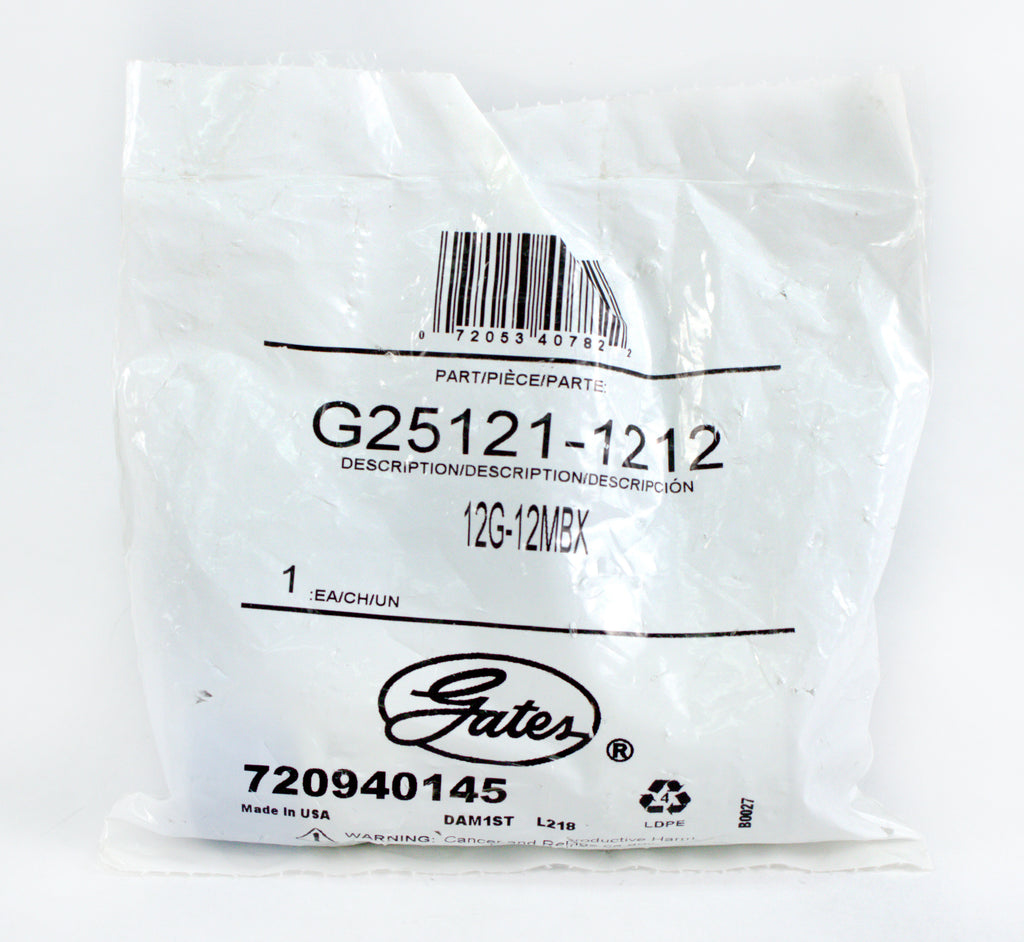 0 72053 40782 2
PART/PIÈCE/PARTE:
G25121-1212
DESCRIPTION/DESCRIPTION/DESCRIPCIÓN
12G-12MBX
1 :EA/CH/UN
Gates ®
720940145
Made In USA
DAM1ST L218
4
LDPE
B0027
WARNING: Cancer and Harm